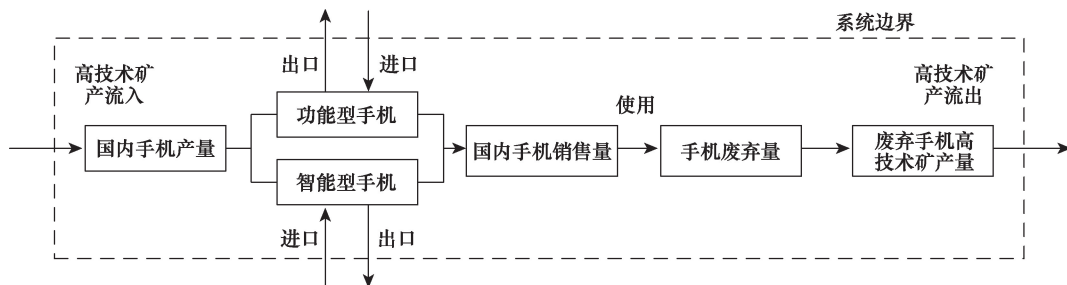 系统边界
出口
进口
高技术矿
产流入
高技术矿
产流出
功能型手机
使用
国内手机产量
国内手机销售量
手机废弃量
废弃手机高
技术矿产量
智能型手机
进口
出口